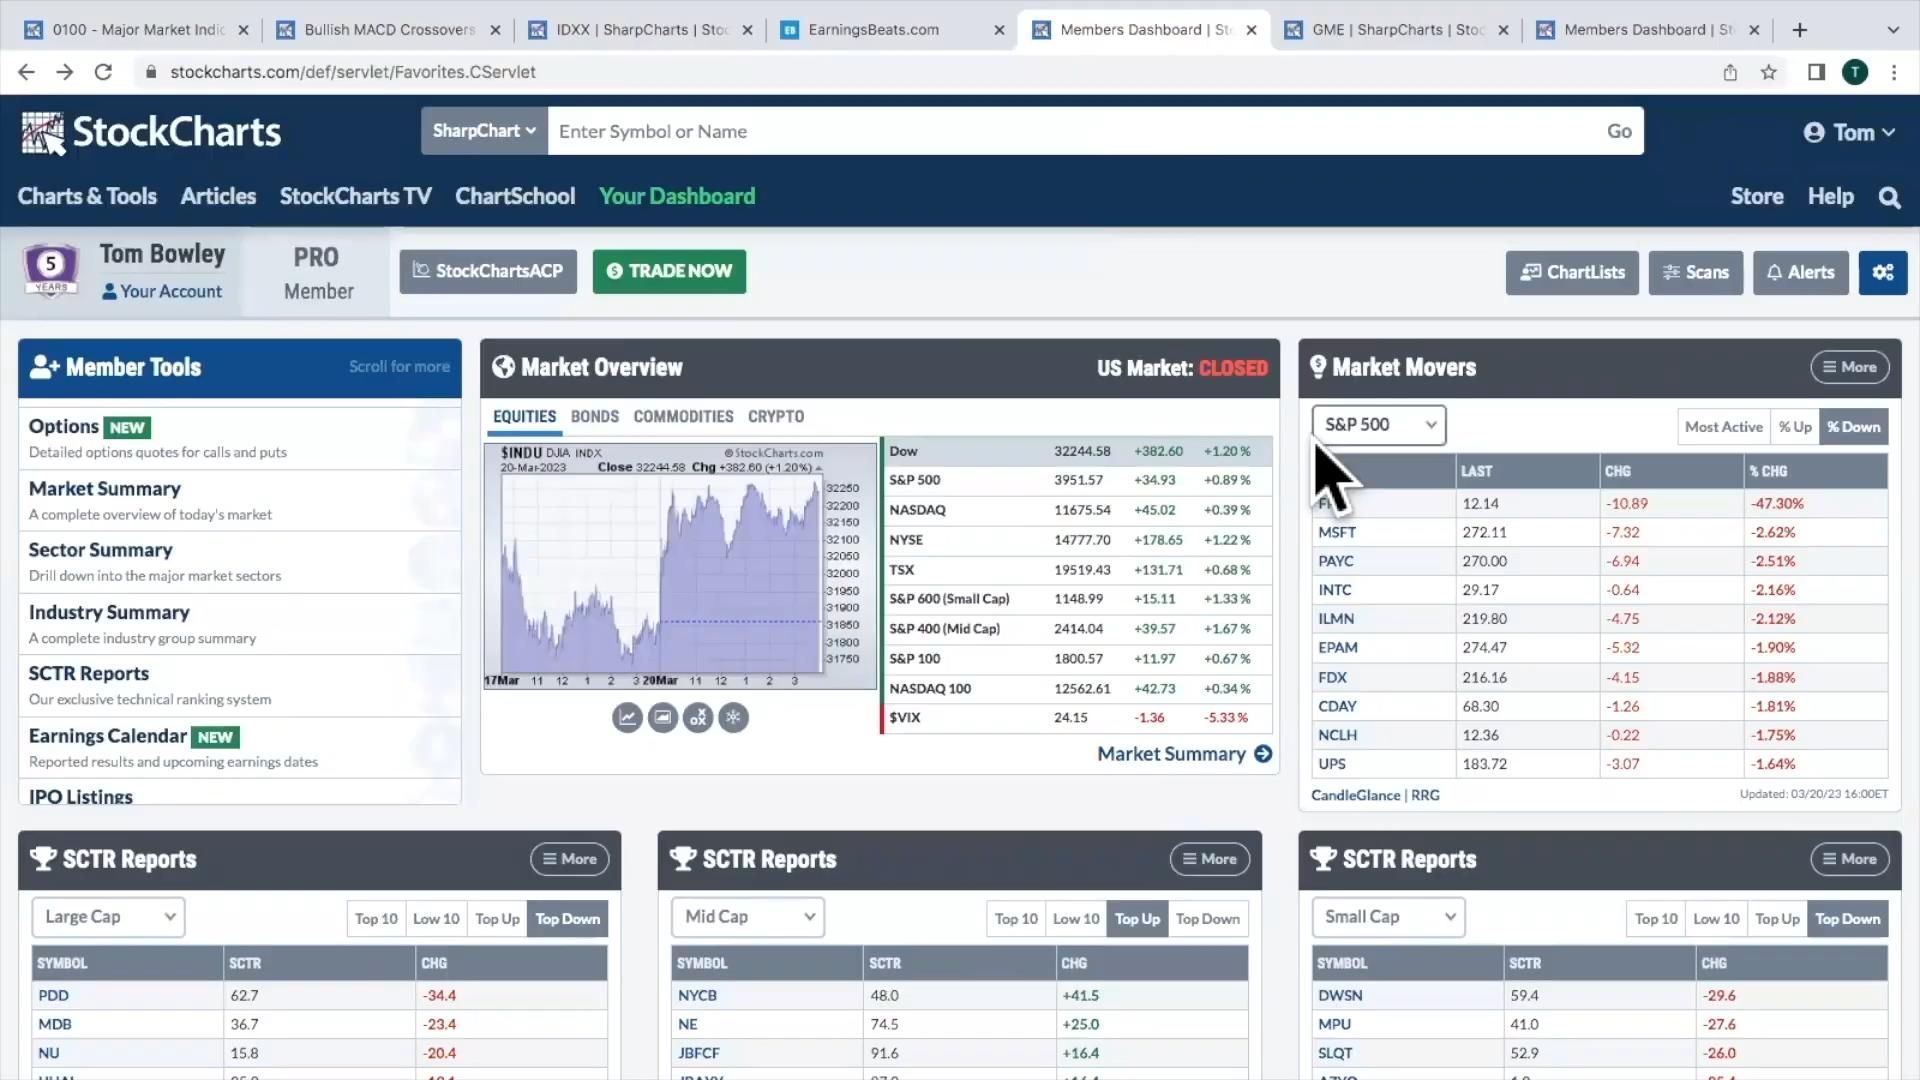 0100 - Major Market Indic
Bullish MACD Crossovers
IDXX | SharpCharts | Stoc
EarningsBeats.com
Members Dashboard | St
GME | SharpCharts | Stoc
Members Dashboard | St
stockcharts.com/def/servlet/Favorites.CServlet
T
StockCharts
SharpChart
Enter Symbol or Name
Go
Tom
Charts & Tools
Articles
StockCharts TV
ChartSchool
Your Dashboard
Store
Help
5 YEARS
Tom Bowley
Your Account
PRO
Member
StockChartsACP
TRADE NOW
ChartLists
Scans
Alerts
Member Tools
Scroll for more
Options NEW
Detailed options quotes for calls and puts
Market Summary
A complete overview of today's market
Sector Summary
Drill down into the major market sectors
Industry Summary
A complete industry group summary
SCTR Reports
Our exclusive technical ranking system
Earnings Calendar NEW
Reported results and upcoming earnings dates
IPO Listings
Market Overview
US Market: CLOSED
EQUITIES BONDS COMMODITIES CRYPTO
$INDU DJIA INDX © StockCharts.com
20-Mar-2023 Close 32244.58 Chg +382.60 (+1.20%)
32250
32200
32150
32100
32050
32000
31950
31900
31850
31800
31750
17Mar 11 12 1 2 3 20Mar 11 12 1 2 3
Dow 32244.58 +382.60 +1.20 %
S&P 500 3951.57 +34.93 +0.89 %
NASDAQ 11675.54 +45.02 +0.39 %
NYSE 14777.70 +178.65 +1.22 %
TSX 19519.43 +131.71 +0.68 %
S&P 600 (Small Cap) 1148.99 +15.11 +1.33 %
S&P 400 (Mid Cap) 2414.04 +39.57 +1.67 %
S&P 100 1800.57 +11.97 +0.67 %
NASDAQ 100 12562.61 +42.73 +0.34 %
$VIX 24.15 -1.36 -5.33 %
Market Summary
Market Movers
More
S&P 500
Most Active % Up % Down
LAST CHG % CHG
12.14 -10.89 -47.30%
MSFT 272.11 -7.32 -2.62%
PAYC 270.00 -6.94 -2.51%
INTC 29.17 -0.64 -2.16%
ILMN 219.80 -4.75 -2.12%
EPAM 274.47 -5.32 -1.90%
FDX 216.16 -4.15 -1.88%
CDAY 68.30 -1.26 -1.81%
NCLH 12.36 -0.22 -1.75%
UPS 183.72 -3.07 -1.64%
CandleGlance | RRG
Updated: 03/20/23 16:00ET
SCTR Reports
More
Large Cap
Top 10 Low 10 Top Up Top Down
SYMBOL SCTR CHG
PDD 62.7 -34.4
MDB 36.7 -23.4
NU 15.8 -20.4
SCTR Reports
More
Mid Cap
Top 10 Low 10 Top Up Top Down
SYMBOL SCTR CHG
NYCB 48.0 +41.5
NE 74.5 +25.0
JBFCF 91.6 +16.4
SCTR Reports
More
Small Cap
Top 10 Low 10 Top Up Top Down
SYMBOL SCTR CHG
DWSN 59.4 -29.6
MPU 41.0 -27.6
SLQT 52.9 -26.0